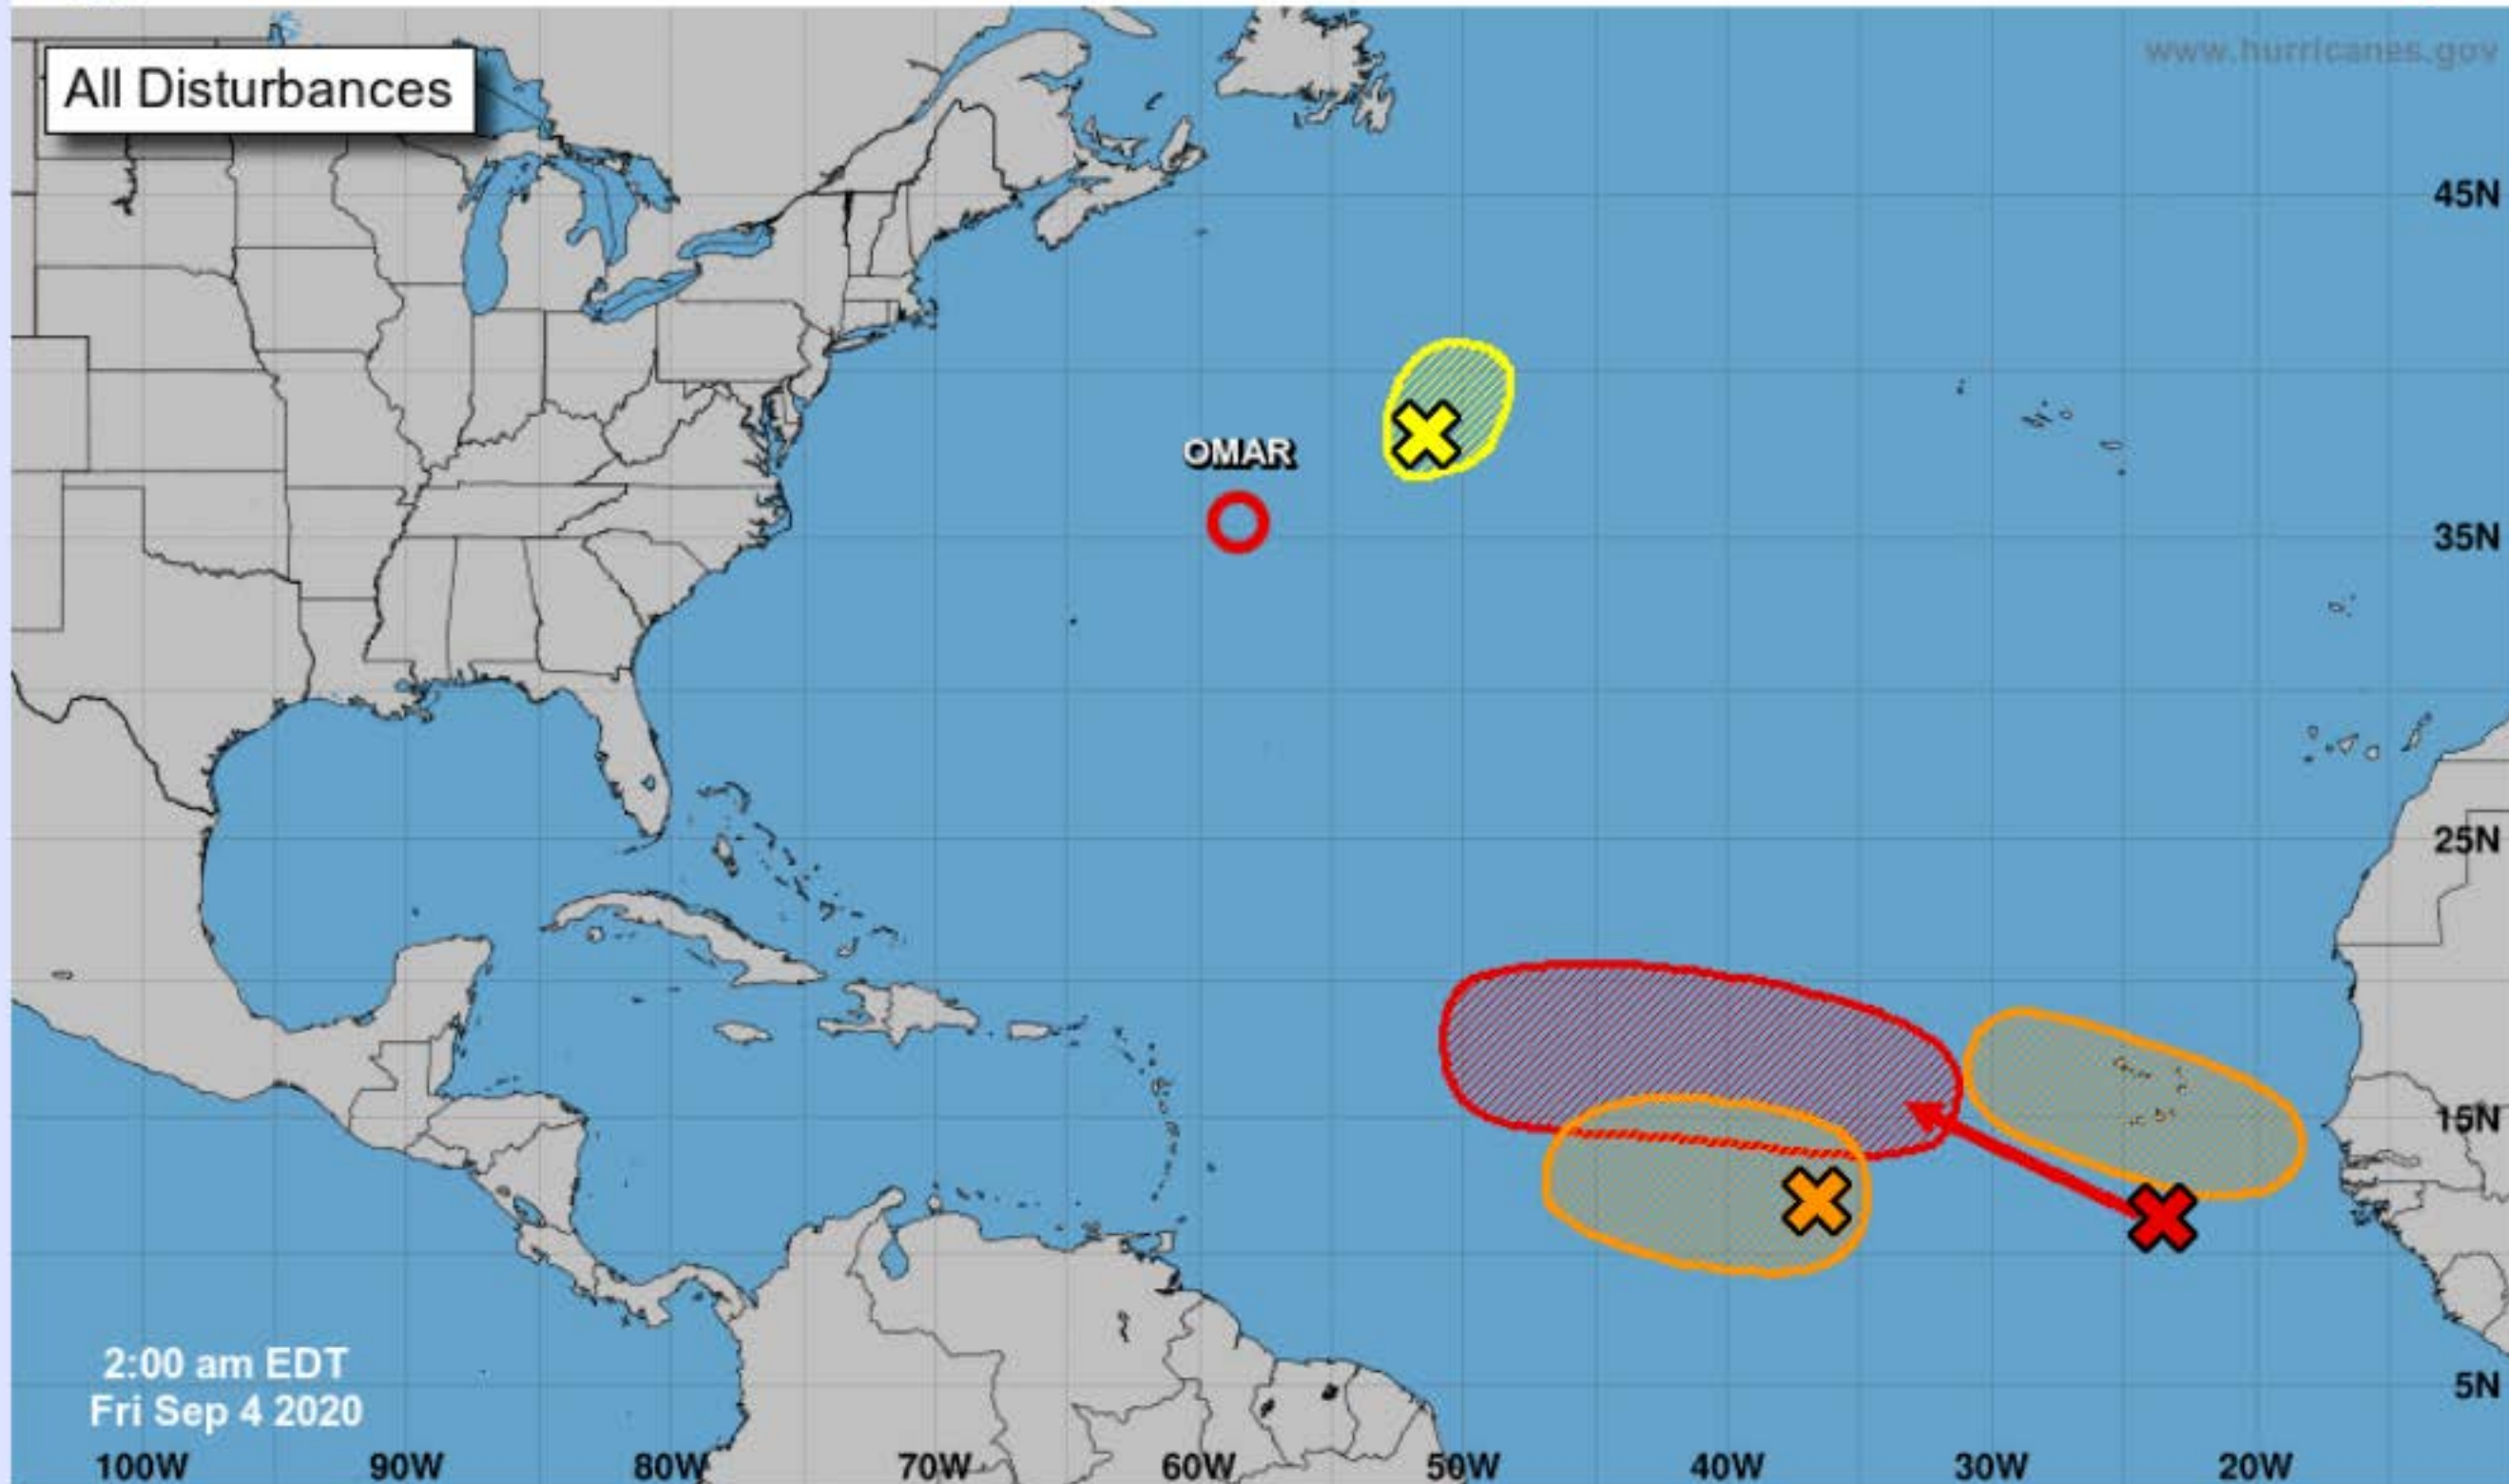 All Disturbances
www.hurricanes.gov
45N
OMAR
35N
25N
15N
5N
2:00 am EDT
Fri Sep 4 2020
100W 90W 80W 70W 60W 50W 40W 30W 20W